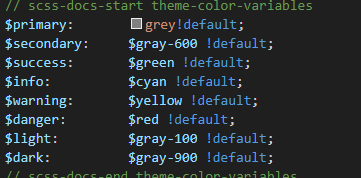 // scss-docs-start theme-color-variables
$primary: grey!default;
$secondary: $gray-600 !default;
$success: $green !default;
$info: $cyan !default;
$warning: $yellow !default;
$danger: $red !default;
$light: $gray-100 !default;
$dark: $gray-900 !default;
// scss-docs-end theme-color-variables